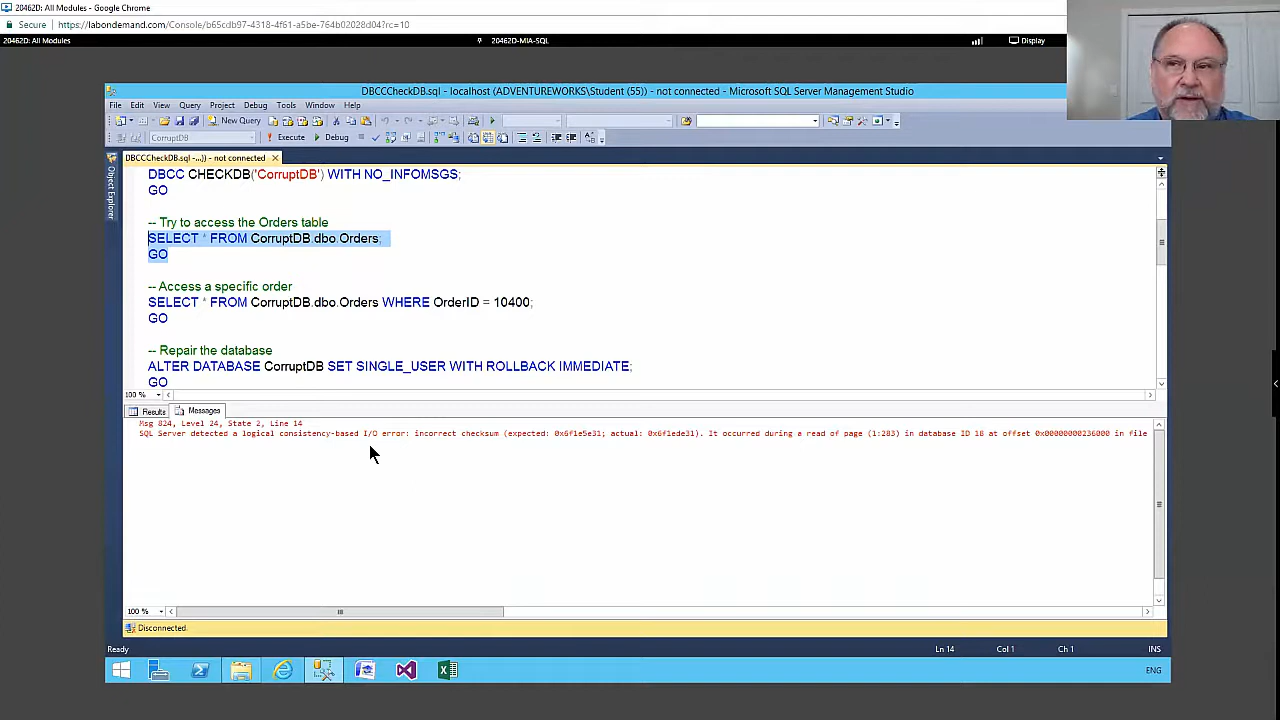 20462D: All Modules - Google Chrome
Secure https://labondemand.com/Console/b65cdb97-4318-4f61-a5be-764b02028d04?rc=10
20462D: All Modules 20462D-MIA-SQL Display
DBCCCheckDB.sql - localhost (ADVENTUREWORKS\Student (55)) - not connected - Microsoft SQL Server Management Studio
File Edit View Query Project Debug Tools Window Help
New Query
CorruptDB Execute Debug
DBCCCheckDB.sql -...)) - not connected
Object Explorer
DBCC CHECKDB('CorruptDB') WITH NO_INFOMSGS;
GO
-- Try to access the Orders table
SELECT * FROM CorruptDB.dbo.Orders;
GO
-- Access a specific order
SELECT * FROM CorruptDB.dbo.Orders WHERE OrderID = 10400;
GO
-- Repair the database
ALTER DATABASE CorruptDB SET SINGLE_USER WITH ROLLBACK IMMEDIATE;
GO
100 %
Results Messages
Msg 824, Level 24, State 2, Line 14
SQL Server detected a logical consistency-based I/O error: incorrect checksum (expected: 0x6f1e5e31; actual: 0x6f1ede31). It occurred during a read of page (1:283) in database ID 18 at offset 0x00000000236000 in file
100 %
Disconnected.
Ready Ln 14 Col 1 Ch 1 INS
ENG